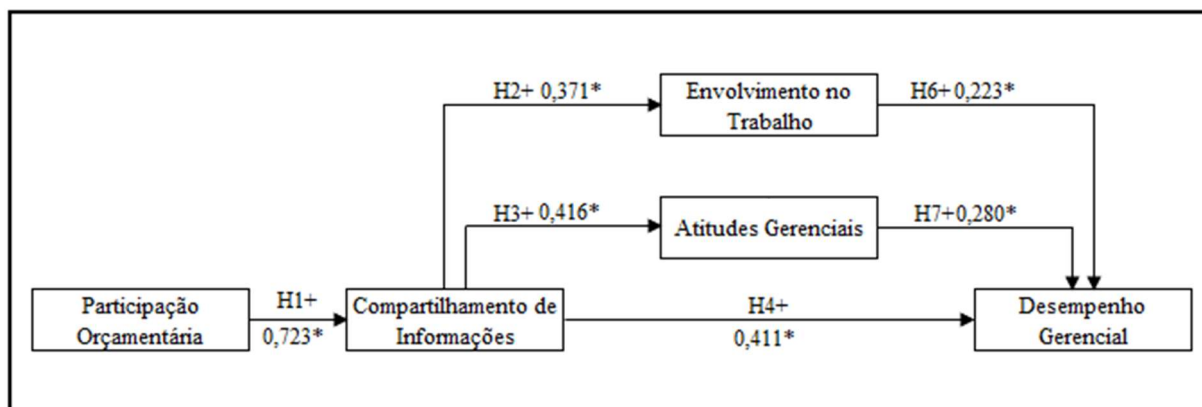 H2+ 0,371*
Envolvimento no
Trabalho
H6+0,223*
H3+ 0,416*
Atitudes Gerenciais
H7+0,280*
Participação
Orçamentária
H1+
0,723*
Compartilhamento de
Informações
H4+
0,411*
Desempenho
Gerencial